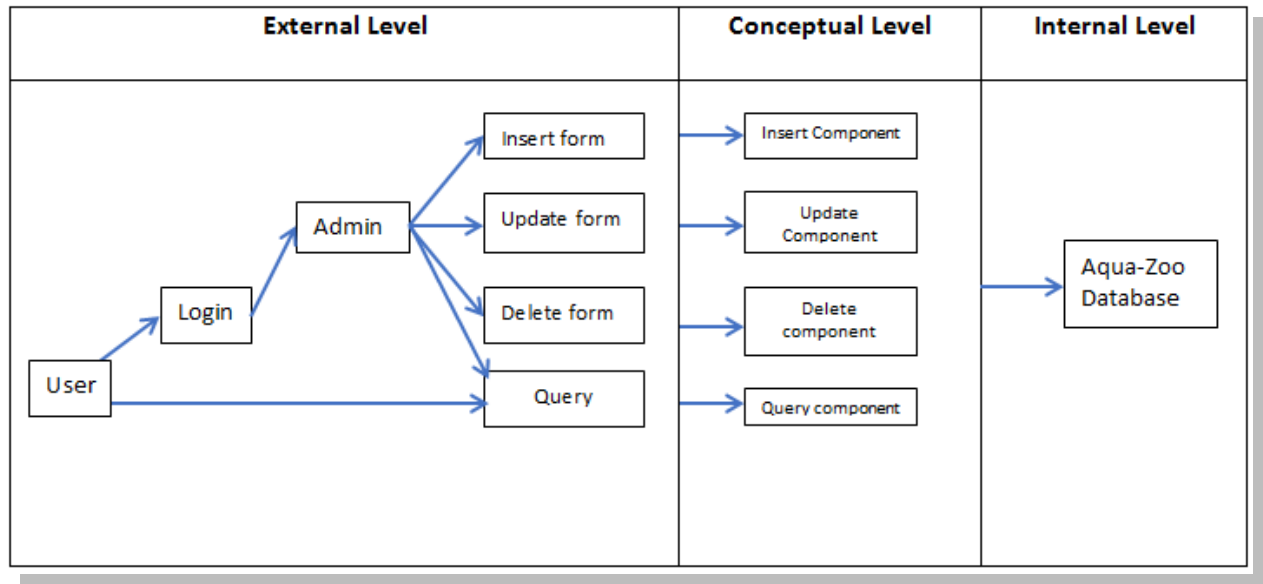 External Level
Conceptual Level
Internal Level
Insert form
Insert Component
Admin
Update form
Update
Component
Aqua-Zoo
Database
Login
Delete form
Delete
component
User
Query
Query component